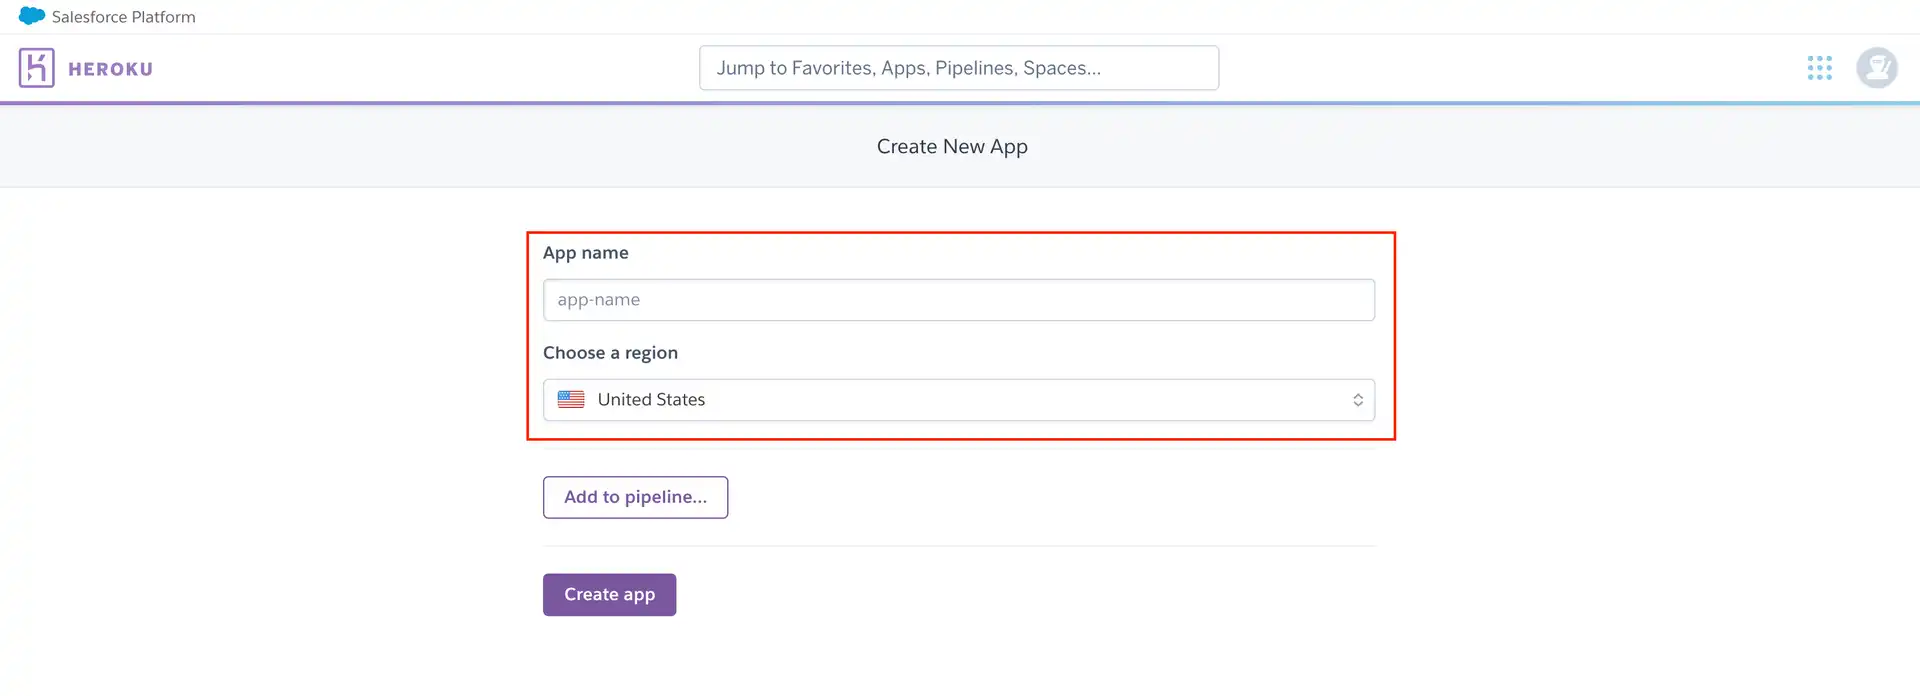 Salesforce Platform
HEROKU
Jump to Favorites, Apps, Pipelines, Spaces...
Create New App
App name
app-name
Choose a region
United States
Add to pipeline...
Create app